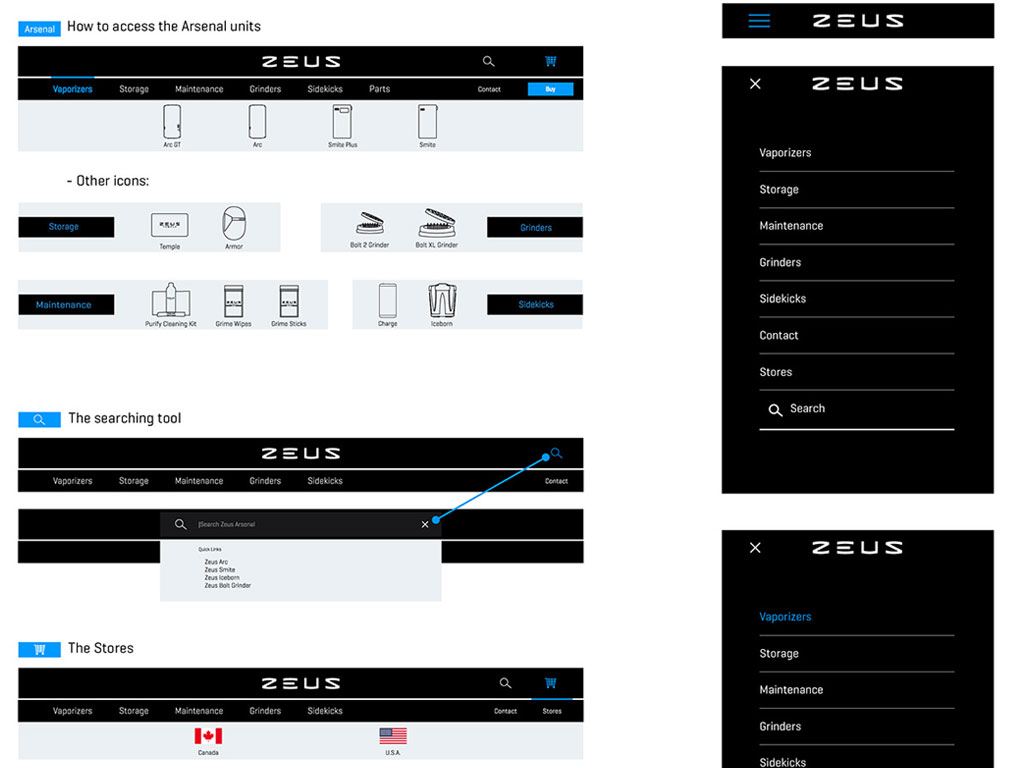 Arsenal How to access the Arsenal units
ZEUS
Vaporizers Storage Maintenance Grinders Sidekicks Parts Contact Buy
Arc GT Arc Smite Plus Smite
- Other icons:
Storage
ZEUS
Temple Armor
Bolt 2 Grinder Bolt XL Grinder
Grinders
Maintenance
ZEUS ZEUS
Purify Cleaning Kit Grime Wipes Grime Sticks
Charge Iceborn
Sidekicks
The searching tool
ZEUS
Vaporizers Storage Maintenance Grinders Sidekicks Contact
Search Zeus Arsenal
Quick Links
Zeus Arc
Zeus Smite
Zeus Iceborn
Zeus Bolt Grinder
The Stores
ZEUS
Vaporizers Storage Maintenance Grinders Sidekicks Contact Stores
Canada U.S.A.
ZEUS
ZEUS
Vaporizers
Storage
Maintenance
Grinders
Sidekicks
Contact
Stores
Search
ZEUS
Vaporizers
Storage
Maintenance
Grinders
Sidekicks